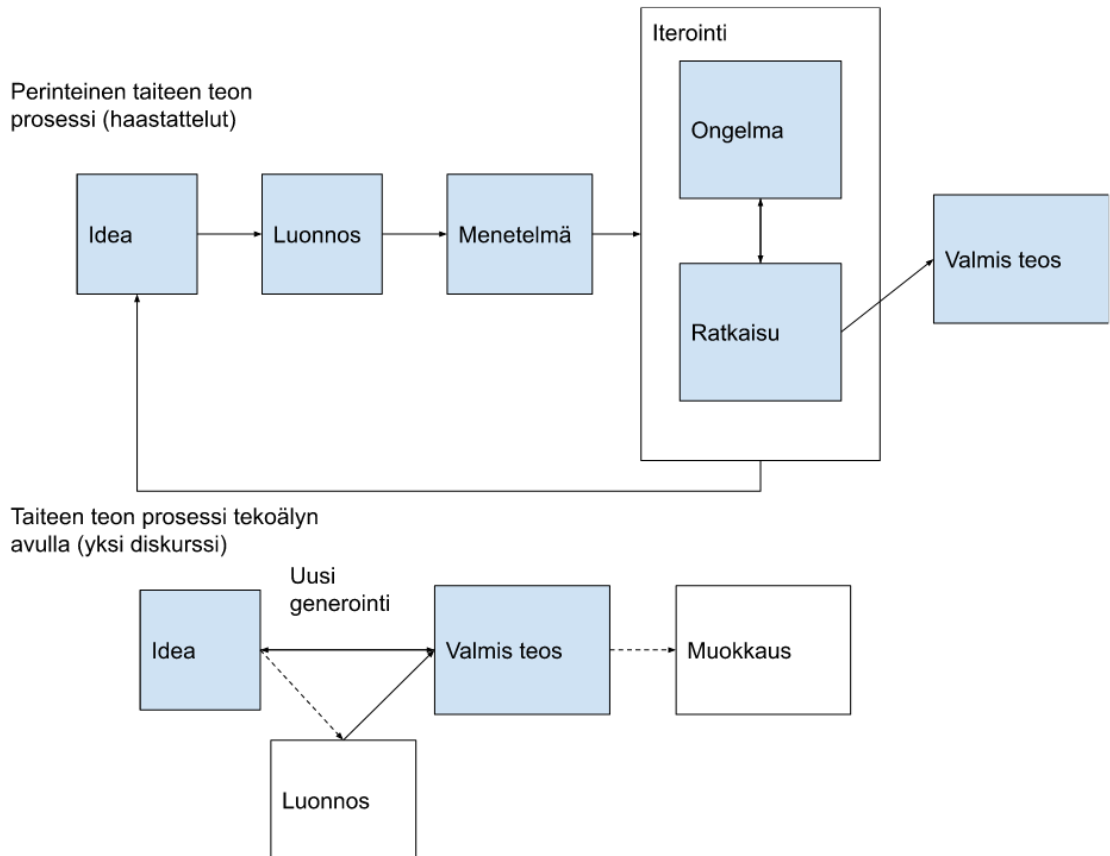 Iterointi
Perinteinen taiteen teon
prosessi (haastattelut)
Ongelma
Idea
Luonnos
Menetelmä
Valmis teos
Ratkaisu
Taiteen teon prosessi tekoälyn
avulla (yksi diskurssi)
Uusi
generointi
Idea
Valmis teos
Muokkaus
Luonnos